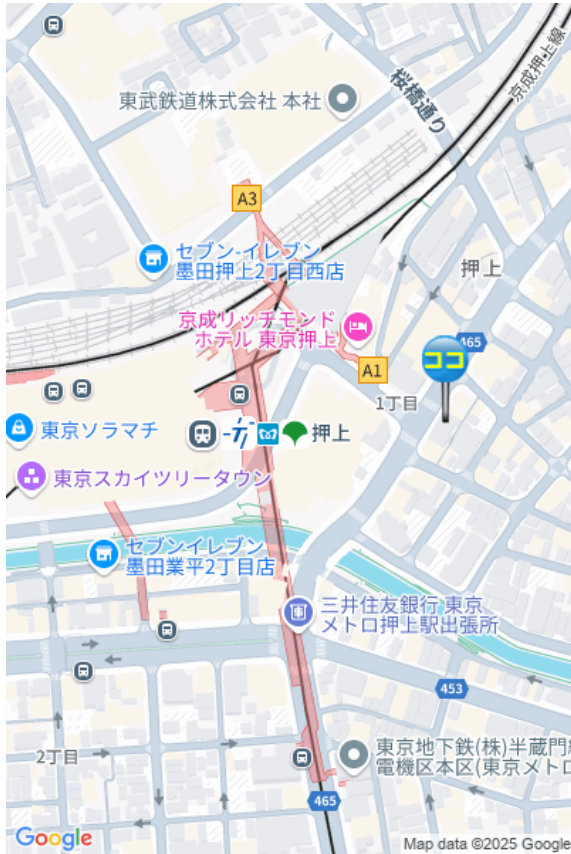 東武鉄道株式会社 本社
桜橋通り
京成押上線
A3
セブン-イレブン
墨田押上2丁目西店
押上
京成リッチモンド
ホテル 東京押上
A1
465
ココ
1丁目
東京ソラマチ
押上
東京スカイツリータウン
セブンイレブン
墨田業平2丁目店
三井住友銀行 東京
メトロ押上駅出張所
453
2丁目
東京地下鉄(株)半蔵門
電機区本区(東京メトロ
465
Google
Map data ©2025 Google